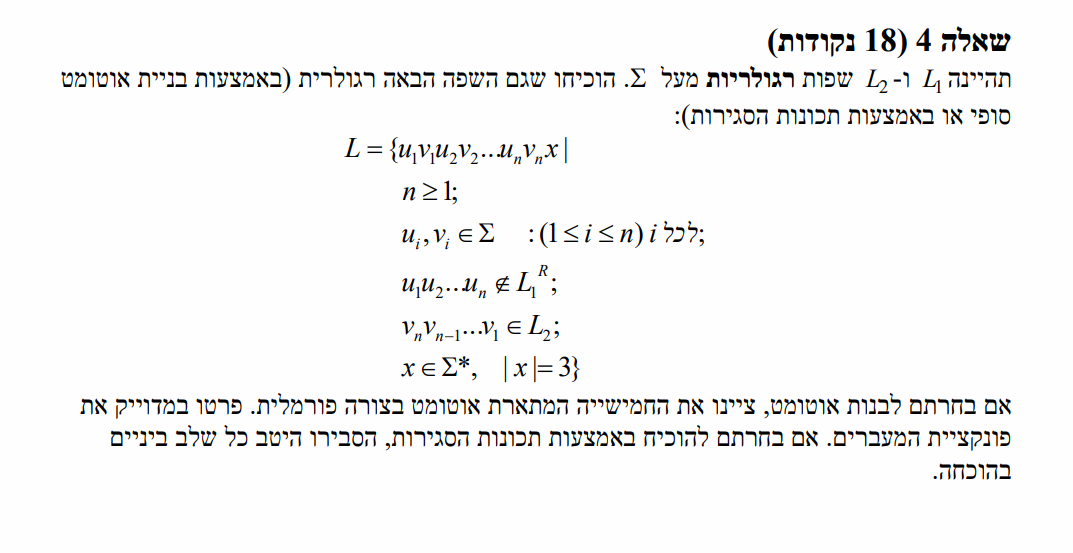 שאלה 4 (18 נקודות)
תהיינה L₁ ו- L₂ שפות רגולריות מעל Σ. הוכיחו שגם השפה הבאה רגולרית (באמצעות בניית אוטומט
סופי או באמצעות תכונות הסגירות):
L = {u₁v₁u₂v₂...uₙvₙx |
n ≥ 1;
uᵢ, vᵢ ∈ Σ : (1 ≤ i ≤ n) i לכל;
u₁u₂...uₙ ∉ L₁ᴿ;
vₙvₙ₋₁...v₁ ∈ L₂;
x ∈ Σ*, | x |= 3}
אם בחרתם לבנות אוטומט, ציינו את החמישייה המתארת אוטומט בצורה פורמלית. פרטו במדוייק את
פונקציית המעברים. אם בחרתם להוכיח באמצעות תכונות הסגירות, הסבירו היטב כל שלב ביניים
בהוכחה.